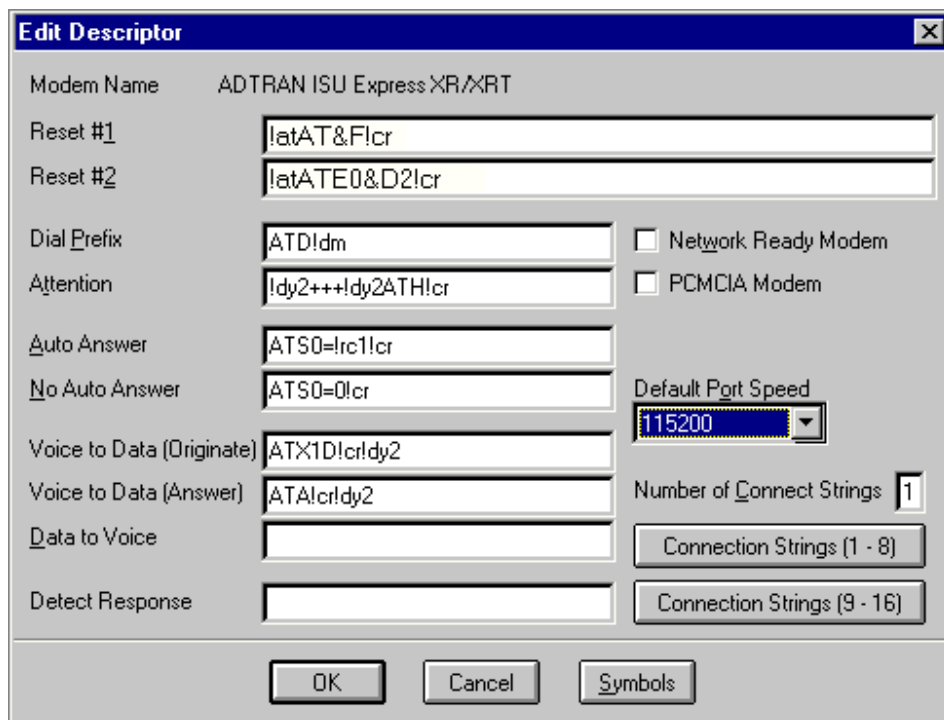 Edit Descriptor
Modem Name ADTRAN ISU Express XR/XRT
Reset #1 !atAT&F!cr
Reset #2 !atATE0&D2!cr
Dial Prefix ATD!dm
Network Ready Modem
Attention !dy2+++!dy2ATH!cr
PCMCIA Modem
Auto Answer ATS0=!rc1!cr
No Auto Answer ATS0=0!cr
Default Port Speed
115200
Voice to Data (Originate) ATX1D!cr!dy2
Voice to Data (Answer) ATA!cr!dy2
Number of Connect Strings 1
Data to Voice
Connection Strings (1 - 8)
Detect Response
Connection Strings (9 - 16)
OK Cancel Symbols